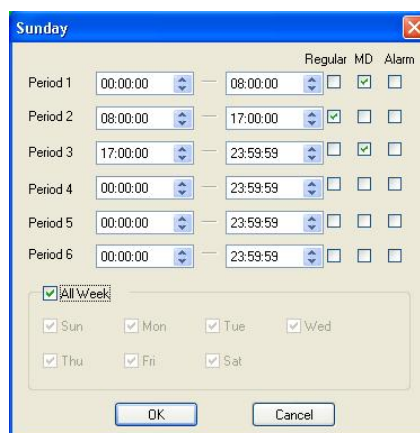 Sunday
Regular MD Alarm
Period 1 00:00:00 — 08:00:00
Period 2 08:00:00 — 17:00:00
Period 3 17:00:00 — 23:59:59
Period 4 00:00:00 — 23:59:59
Period 5 00:00:00 — 23:59:59
Period 6 00:00:00 — 23:59:59
All Week
Sun Mon Tue Wed
Thu Fri Sat
OK Cancel